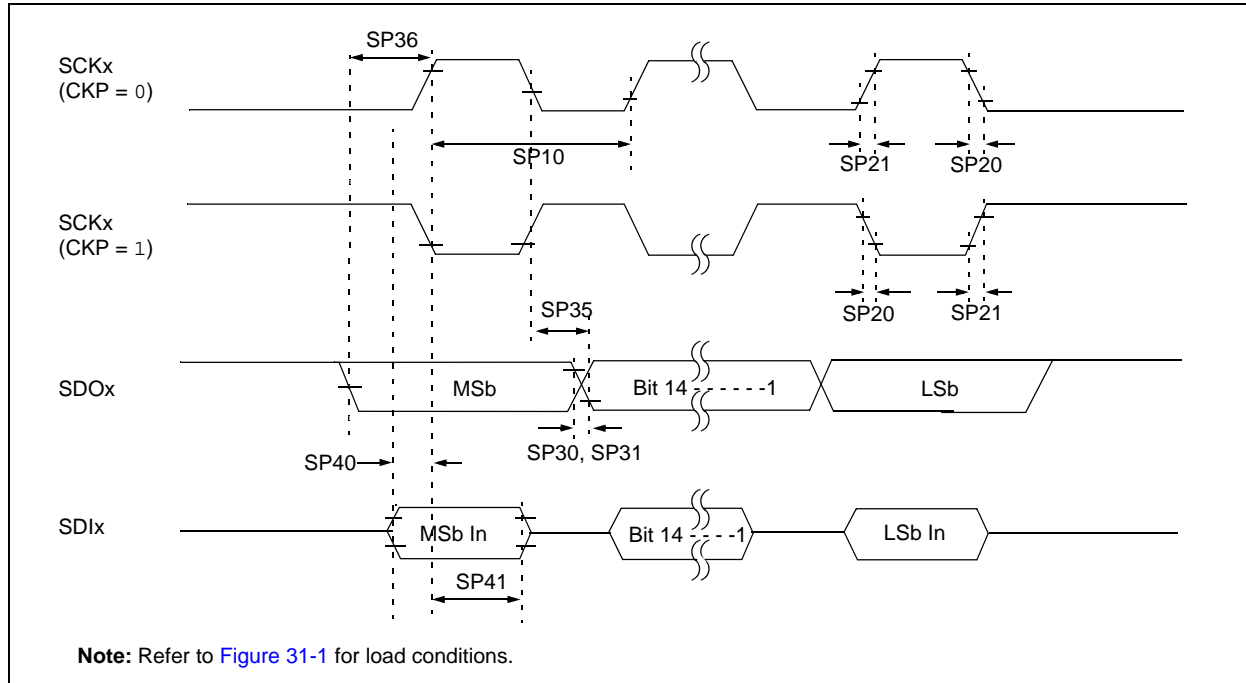 SP36
SCKx
(CKP = 0)
SP10
SP21
SP20
SCKx
(CKP = 1)
SP35
SP20
SP21
SDOx
MSb
Bit 14 - - - - - -1
LSb
SP30, SP31
SP40
SDIx
MSb In
Bit 14 - - - - -1
LSb In
SP41
Note: Refer to Figure 31-1 for load conditions.